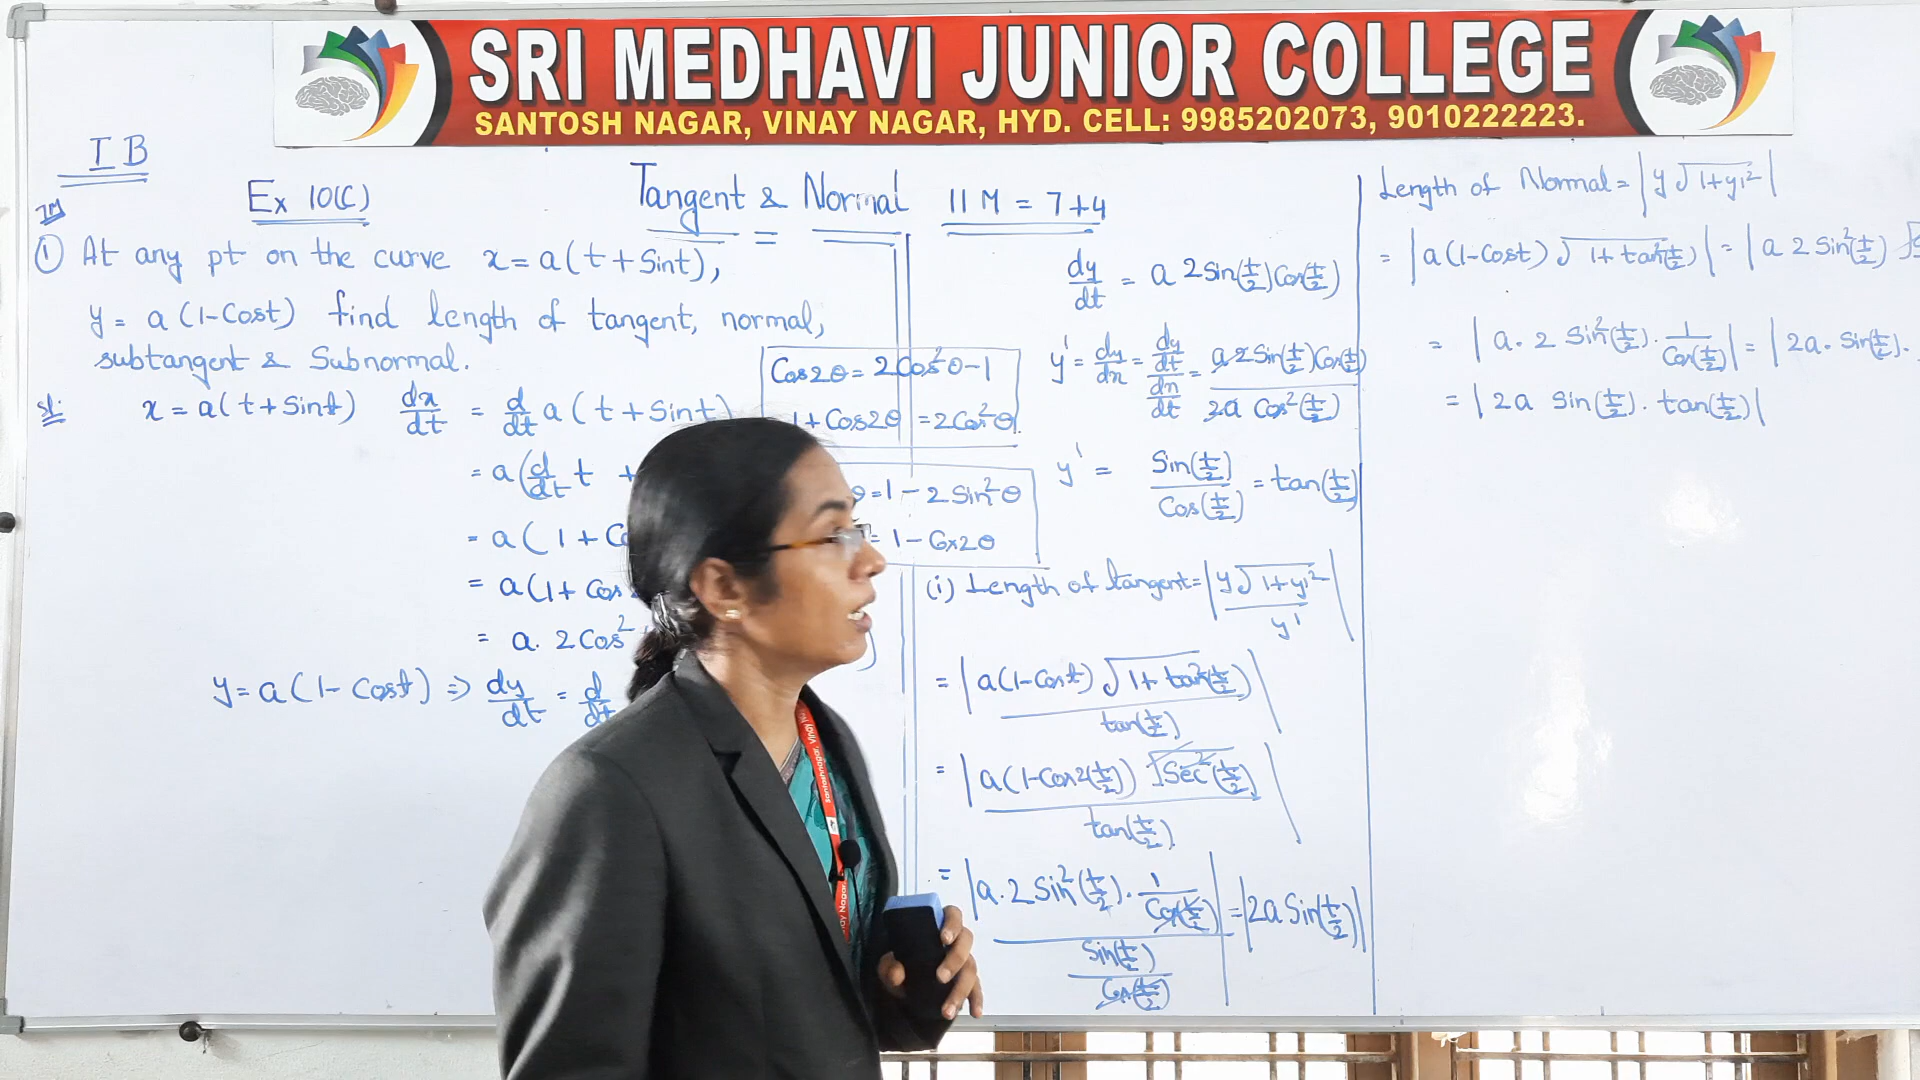 SRI MEDHAVI JUNIOR COLLEGE
SANTOSH NAGAR, VINAY NAGAR, HYD. CELL: 9985202073, 9010222223.
I B
Ex 10(C)
Tangent & Normal 11 M = 7+4
7M
① At any pt on the curve x = a(t + Sint),
y = a(1-Cost) find length of tangent, normal,
subtangent & Subnormal.
Sol: x = a(t + Sint) dx/dt = d/dt a(t + Sint)
= a(d/dt t +
= a(1 +
= a(1 + Cos
= a. 2Cos²
y = a(1 - Cost) => dy/dt = d/dt
Cos2θ = 2Cos²θ-1
1 + Cos2θ = 2Cos²θ
θ = 1 - 2Sin²θ
= 1 - Cos2θ
dy/dt = a 2Sin(t/2)Cos(t/2)
y' = dy/dx = (dy/dt)/(dx/dt) = a 2Sin(t/2)Cos(t/2) / 2a Cos²(t/2)
y' = Sin(t/2)/Cos(t/2) = tan(t/2)
(i) Length of tangent = |y√(1+y'²) / y'|
= |a(1-Cost)√(1 + tan²(t/2)) / tan(t/2)|
= |a(1-Cos2(t/2)) √Sec²(t/2) / tan(t/2)|
= |a.2Sin²(t/2) . 1/Cos(t/2) / Sin(t/2)/Cos(t/2)| = |2a Sin(t/2)|
Length of Normal = |y√(1+y'²)|
= |a(1-Cost)√(1 + tan²(t/2))| = |a 2 Sin²(t/2) √
= |a. 2 Sin²(t/2) . 1/Cos(t/2)| = |2a. Sin(t/2).
= |2a Sin(t/2) . tan(t/2)|